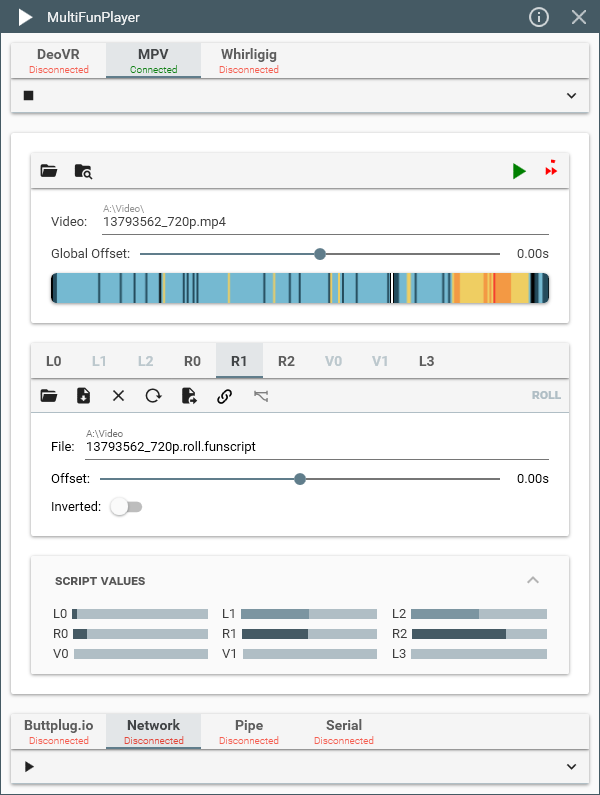 MultiFunPlayer
DeoVR MPV Whirligig
Disconnected Connected Disconnected
A:\Video\
Video: 13793562_720p.mp4
Global Offset: 0.00s
L0 L1 L2 R0 R1 R2 V0 V1 L3
ROLL
A:\Video
File: 13793562_720p.roll.funscript
Offset: 0.00s
Inverted:
SCRIPT VALUES
L0 L1 L2
R0 R1 R2
V0 V1 L3
Buttplug.io Network Pipe Serial
Disconnected Disconnected Disconnected Disconnected